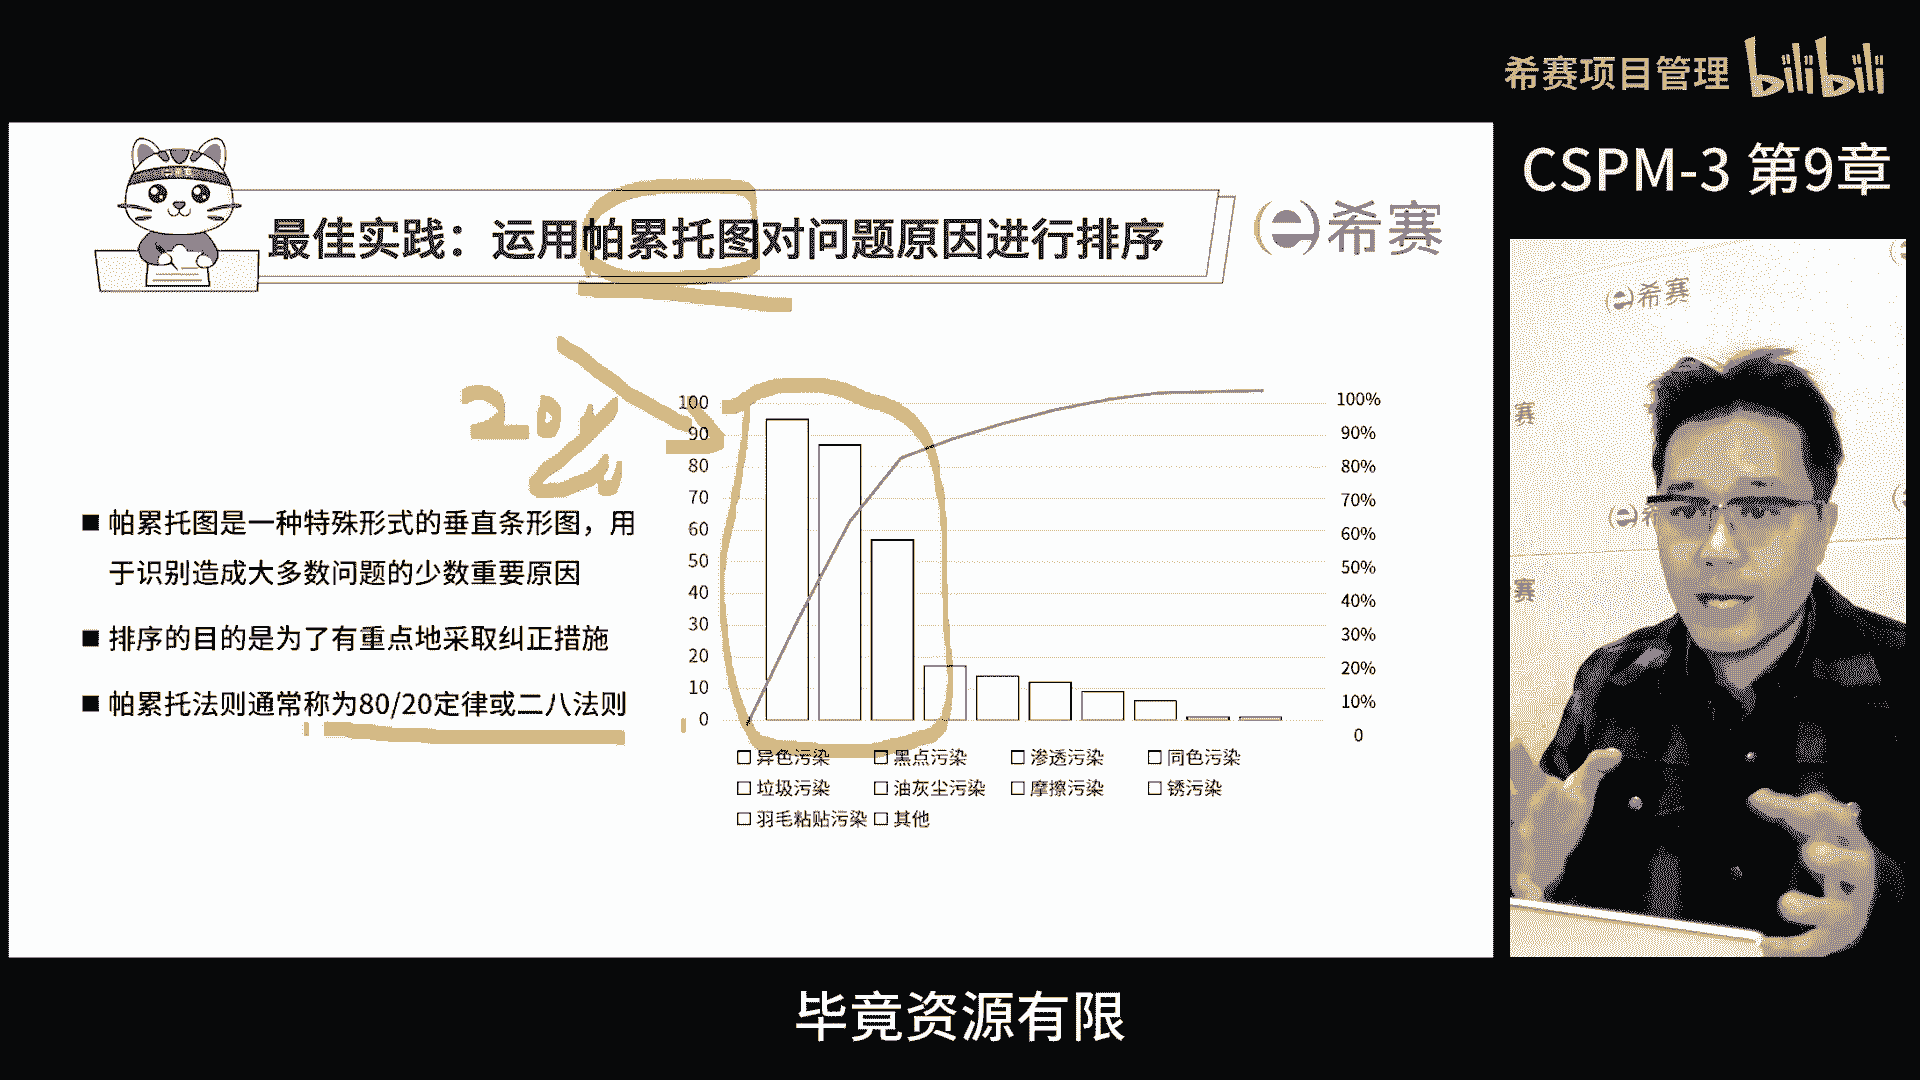 希赛项目管理 bilibili
CSPM-3 第9章
最佳实践：运用帕累托图对问题原因进行排序
希赛
20%
■ 帕累托图是一种特殊形式的垂直条形图，用
于识别造成大多数问题的少数重要原因
■ 排序的目的是为了有重点地采取纠正措施
■ 帕累托法则通常称为80/20定律或二八法则
100
90
80
70
60
50
40
30
20
10
0
100%
90%
80%
70%
60%
50%
40%
30%
20%
10%
0
异色污染 黑点污染 渗透污染 同色污染
垃圾污染 油灰尘污染 摩擦污染 锈污染
羽毛粘贴污染 其他
希赛
赛
希
赛
毕竟资源有限